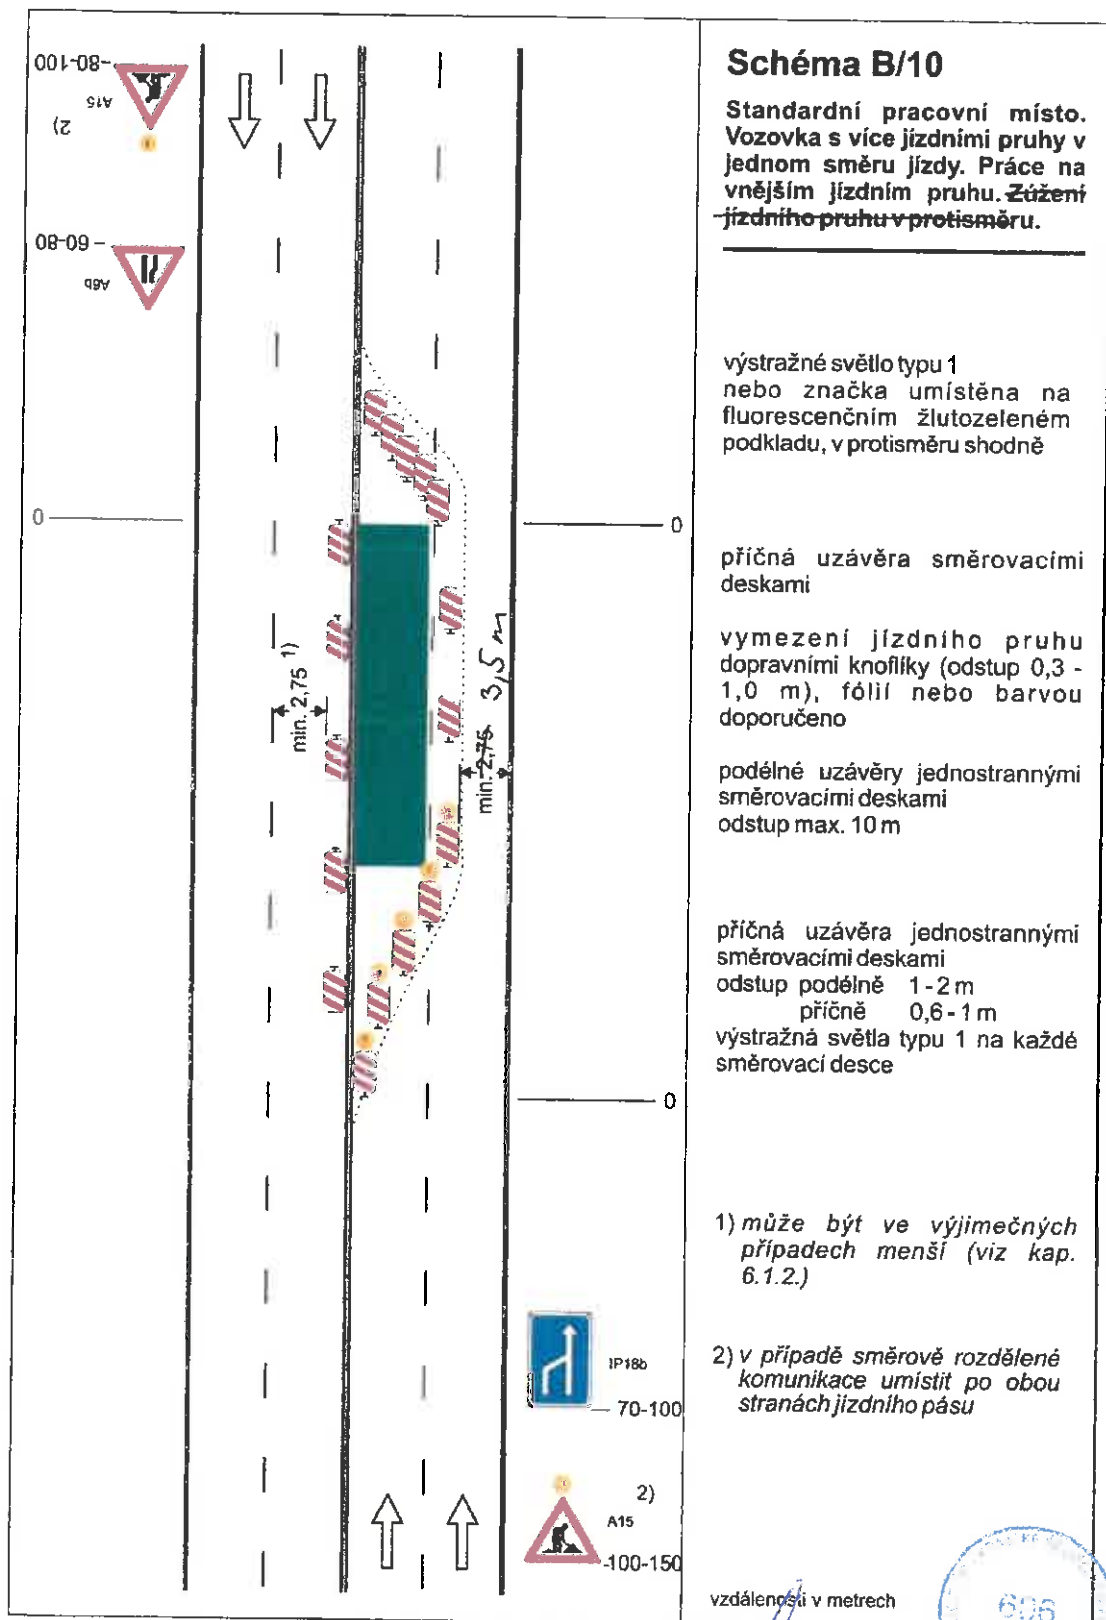 Schéma B/10
Standardní pracovní místo.
Vozovka s více jízdními pruhy v
jednom směru jízdy. Práce na
vnějším jízdním pruhu. Zúžení
jízdního pruhu v protisměru.
výstražné světlo typu 1
nebo značka umístěna na
fluorescenčním žlutozeleném
podkladu, v protisměru shodně
příčná uzávěra směrovacími
deskami
vymezení jízdního pruhu
dopravními knoflíky (odstup 0,3 -
1,0 m), fólií nebo barvou
doporučeno
podélné uzávěry jednostrannými
směrovacími deskami
odstup max. 10 m
příčná uzávěra jednostrannými
směrovacími deskami
odstup podélně 1 - 2 m
příčně 0,6 - 1 m
výstražná světla typu 1 na každé
směrovací desce
1) může být ve výjimečných
případech menší (viz kap.
6.1.2.)
2) v případě směrově rozdělené
komunikace umístit po obou
stranách jízdního pásu
vzdálenosti v metrech
80-100
A15
2)
60-80
A6b
0
0
min. 2,75 1)
min. 2,75 3,5 m
0
IP18b
70-100
2)
A15
100-150
606